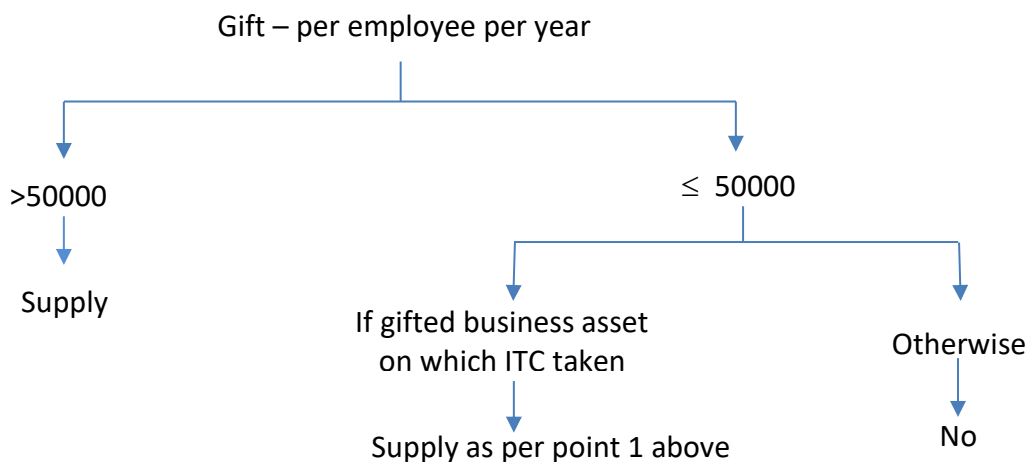 Gift – per employee per year
>50000
≤ 50000
Supply
If gifted business asset
on which ITC taken
Otherwise
Supply as per point 1 above
No